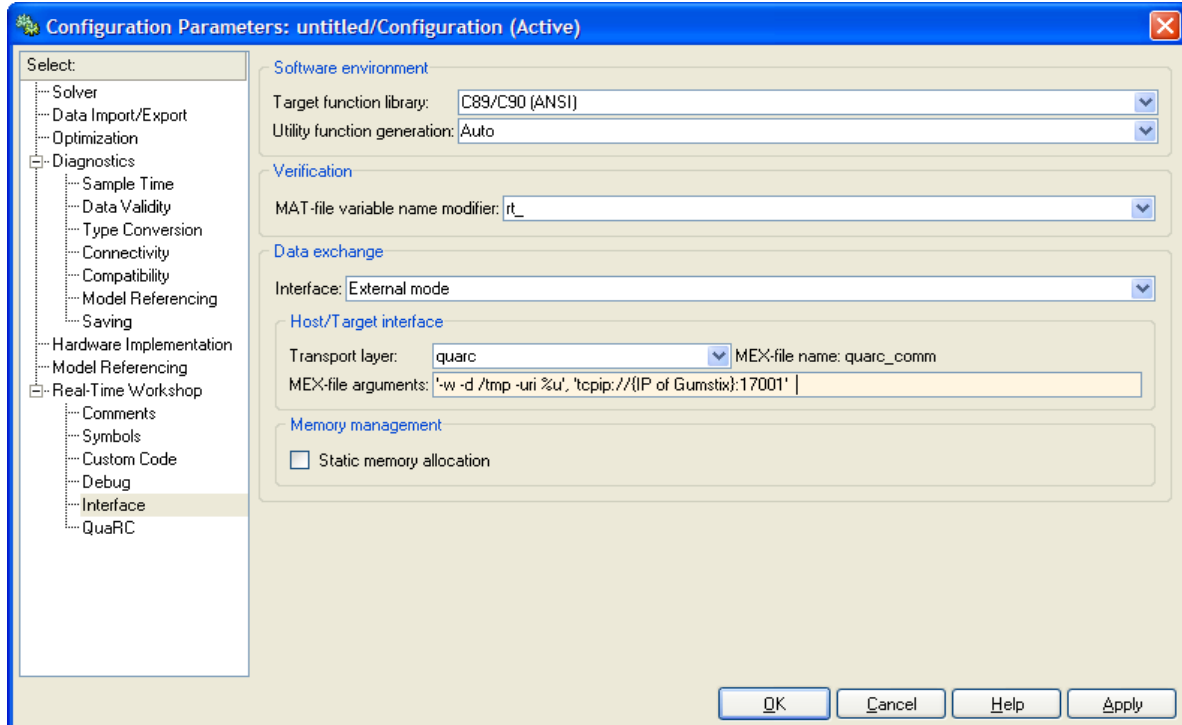 Configuration Parameters: untitled/Configuration (Active)
Select:
Solver
Data Import/Export
Optimization
Diagnostics
Sample Time
Data Validity
Type Conversion
Connectivity
Compatibility
Model Referencing
Saving
Hardware Implementation
Model Referencing
Real-Time Workshop
Comments
Symbols
Custom Code
Debug
Interface
QuaRC
Software environment
Target function library: C89/C90 (ANSI)
Utility function generation: Auto
Verification
MAT-file variable name modifier: rt_
Data exchange
Interface: External mode
Host/Target interface
Transport layer: quarc MEX-file name: quarc_comm
MEX-file arguments: '-w -d /tmp -uri %u', 'tcpip://{IP of Gumstix}:17001'
Memory management
Static memory allocation
OK Cancel Help Apply